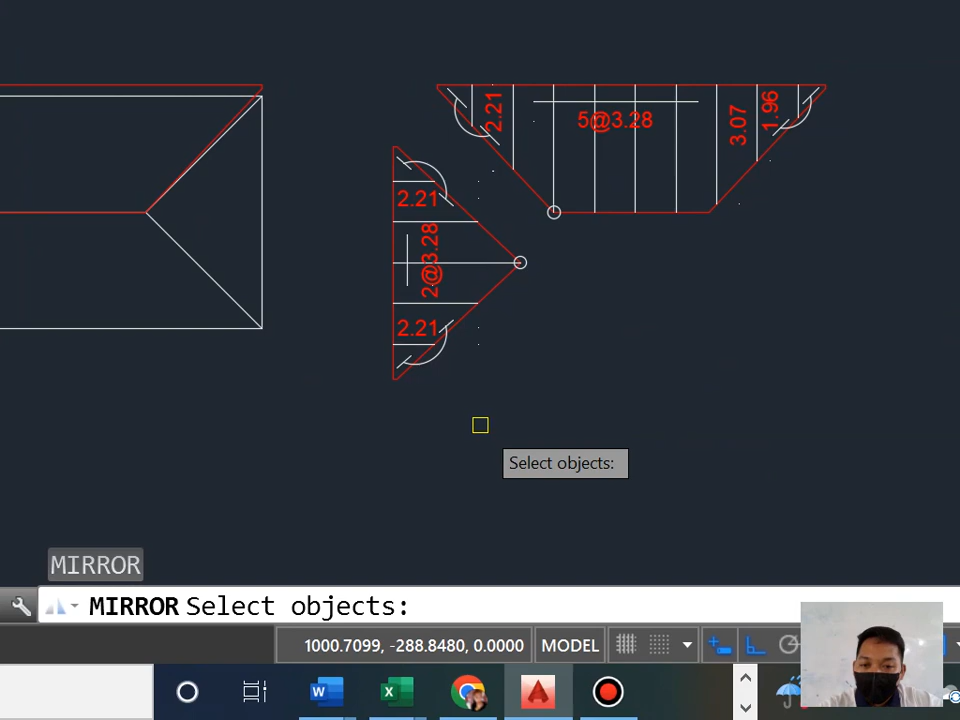 2.21
5@3.28
3.07
1.96
2.21
2@3.28
2.21
Select objects:
MIRROR
MIRROR Select objects:
1000.7099, -288.8480, 0.0000 MODEL